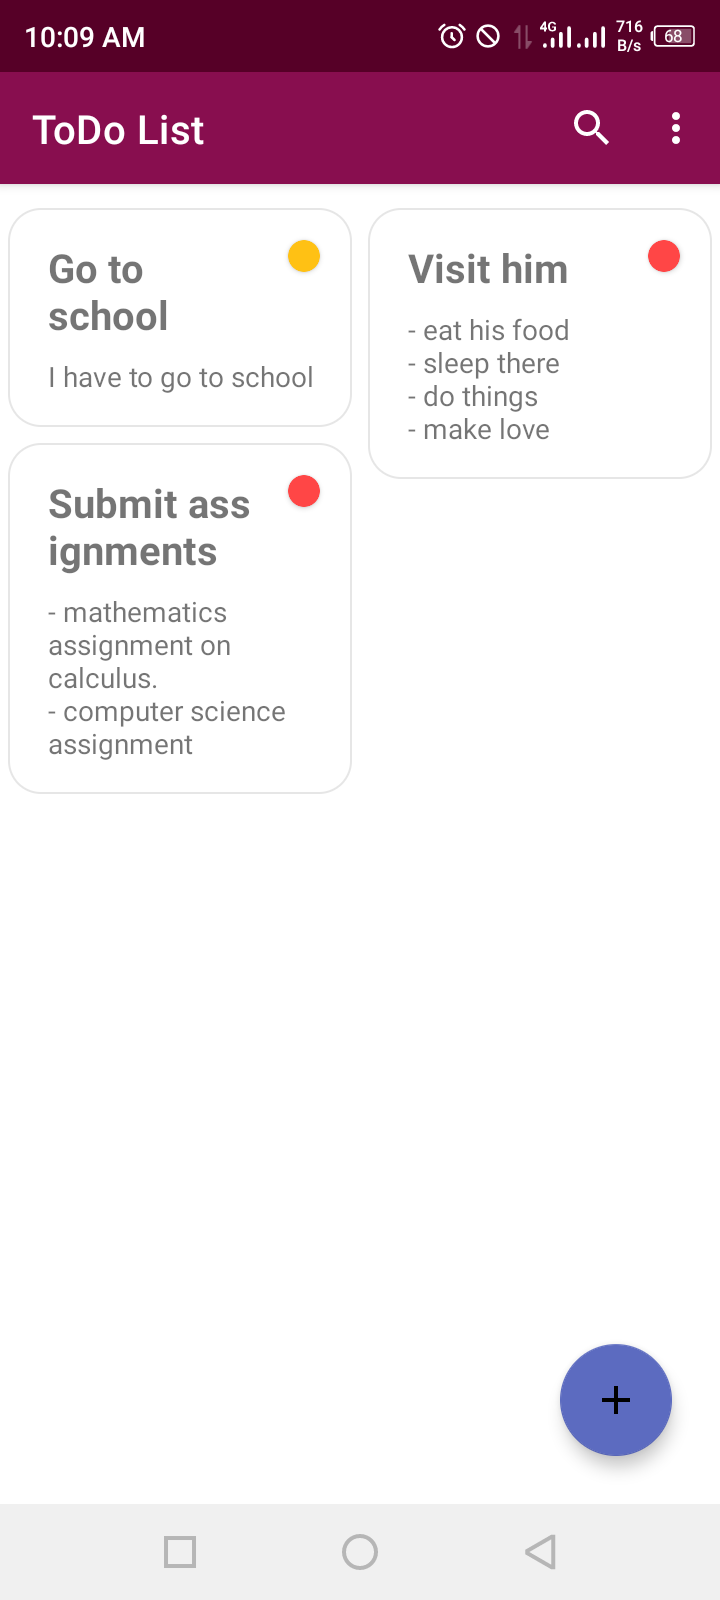 10:09 AM
4G
716
B/s
68
ToDo List
Go to
school
I have to go to school
Visit him
- eat his food
- sleep there
- do things
- make love
Submit ass
ignments
- mathematics
assignment on
calculus.
- computer science
assignment